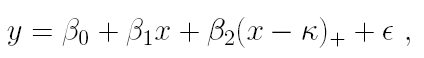 y = β₀ + β₁x + β₂(x − κ)₊ + ϵ ,